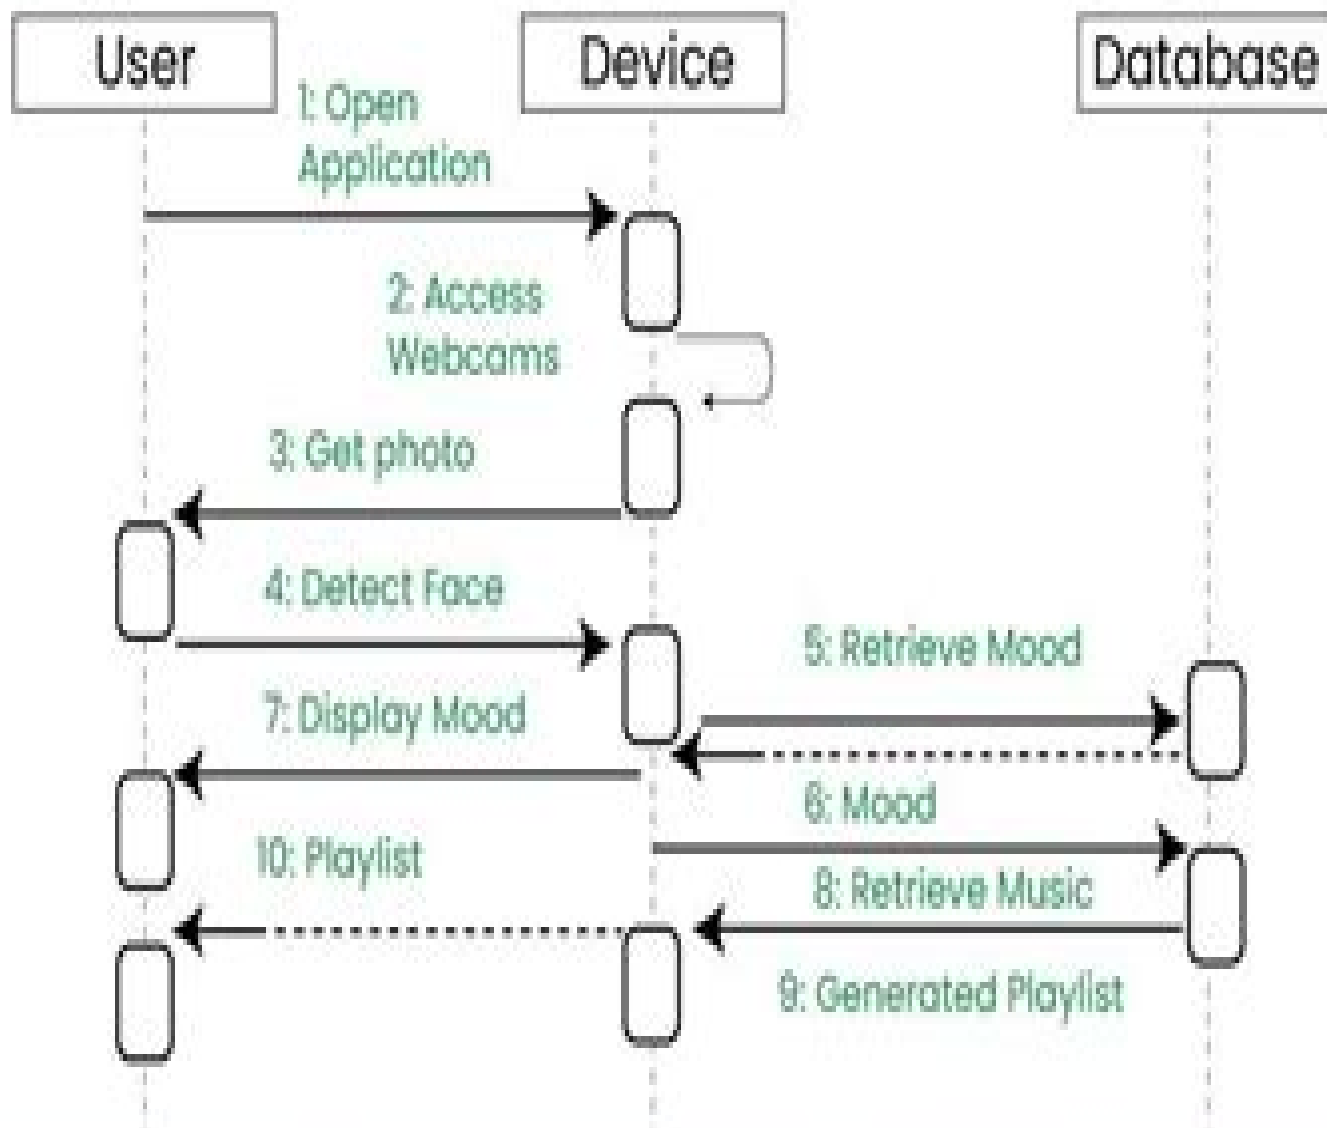 User
Device
Database
1: Open
Application
2: Access
Webcams
3: Get photo
4: Detect Face
5: Retrieve Mood
7: Display Mood
6: Mood
10: Playlist
8: Retrieve Music
9: Generated Playlist